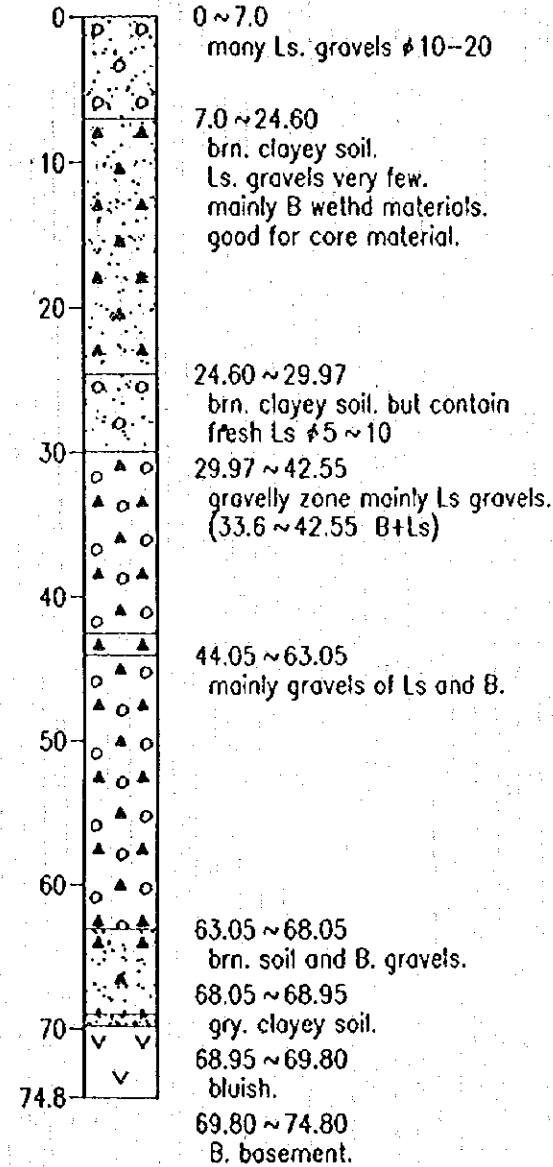 0
0 ~ 7.0
many Ls. gravels φ 10–20
7.0 ~ 24.60
brn. clayey soil.
10
Ls. gravels very few.
mainly B wethd materials.
good for core material.
20
24.60 ~ 29.97
brn. clayey soil. but contain
fresh Ls φ 5 ~ 10
30
29.97 ~ 42.55
gravelly zone mainly Ls gravels.
(33.6 ~ 42.55 B+Ls)
40
44.05 ~ 63.05
mainly gravels of Ls and B.
50
60
63.05 ~ 68.05
brn. soil and B. gravels.
68.05 ~ 68.95
70
gry. clayey soil.
68.95 ~ 69.80
bluish.
74.8
69.80 ~ 74.80
B. basement.